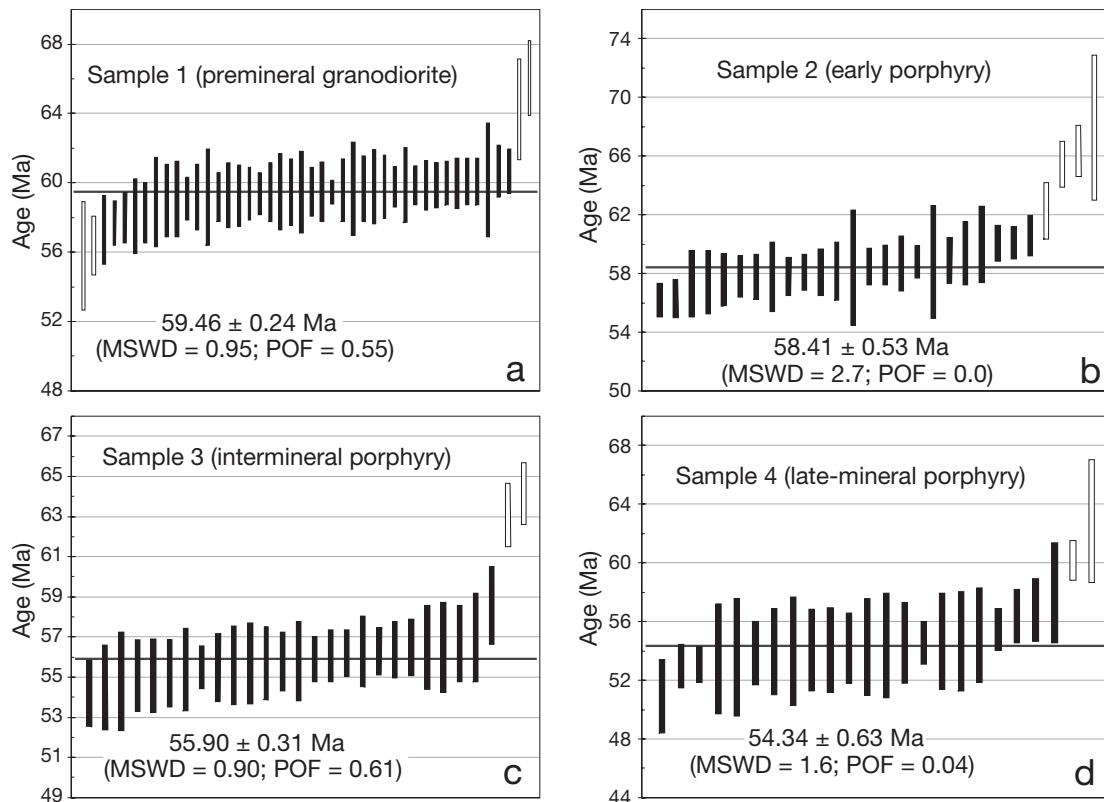 68
64
60
56
52
48
Age (Ma)
Sample 1 (premineral granodiorite)
59.46 ± 0.24 Ma
(MSWD = 0.95; POF = 0.55)
a
74
70
66
62
58
54
50
Age (Ma)
Sample 2 (early porphyry)
58.41 ± 0.53 Ma
(MSWD = 2.7; POF = 0.0)
b
67
65
63
61
59
57
55
53
51
49
Age (Ma)
Sample 3 (intermineral porphyry)
55.90 ± 0.31 Ma
(MSWD = 0.90; POF = 0.61)
c
68
64
60
56
52
48
44
Age (Ma)
Sample 4 (late-mineral porphyry)
54.34 ± 0.63 Ma
(MSWD = 1.6; POF = 0.04)
d